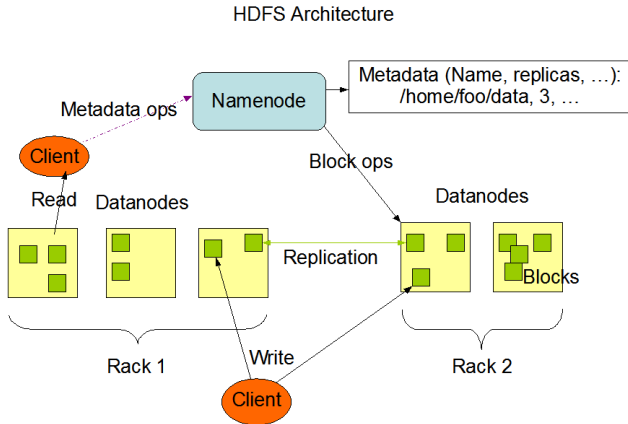 HDFS Architecture
Metadata (Name, replicas, …):
/home/foo/data, 3, …
Namenode
Metadata ops
Client
Block ops
Read
Datanodes
Datanodes
Replication
Blocks
Rack 1
Write
Rack 2
Client